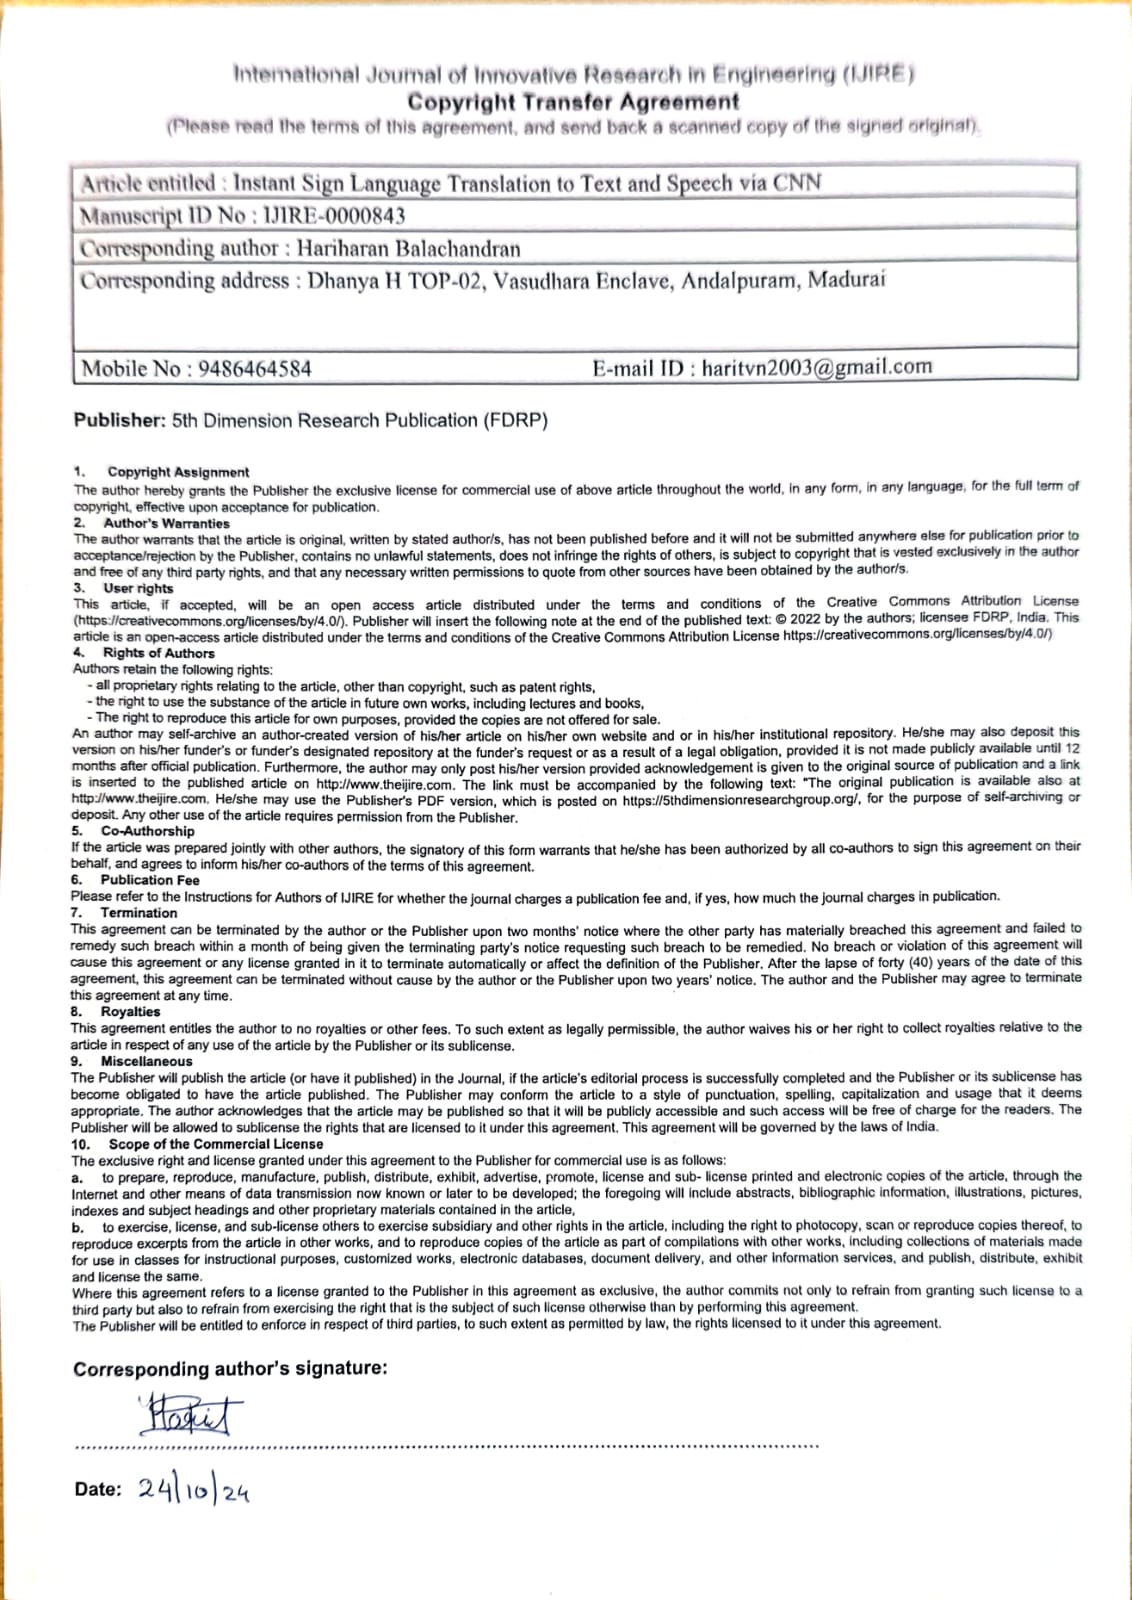 International Journal of Innovative Research in Engineering (IJIRE)
Copyright Transfer Agreement
(Please read the terms of this agreement, and send back a scanned copy of the signed original).
Article entitled : Instant Sign Language Translation to Text and Speech via CNN
Manuscript ID No : IJIRE-0000843
Corresponding author : Hariharan Balachandran
Corresponding address : Dhanya H TOP-02, Vasudhara Enclave, Andalpuram, Madurai
Mobile No : 9486464584 E-mail ID : haritvn2003@gmail.com
Publisher: 5th Dimension Research Publication (FDRP)
1. Copyright Assignment
The author hereby grants the Publisher the exclusive license for commercial use of above article throughout the world, in any form, in any language, for the full term of
copyright, effective upon acceptance for publication.
2. Author's Warranties
The author warrants that the article is original, written by stated author/s, has not been published before and it will not be submitted anywhere else for publication prior to
acceptance/rejection by the Publisher, contains no unlawful statements, does not infringe the rights of others, is subject to copyright that is vested exclusively in the author
and free of any third party rights, and that any necessary written permissions to quote from other sources have been obtained by the author/s.
3. User rights
This article, if accepted, will be an open access article distributed under the terms and conditions of the Creative Commons Attribution License
(https://creativecommons.org/licenses/by/4.0/). Publisher will insert the following note at the end of the published text: © 2022 by the authors; licensee FDRP, India. This
article is an open-access article distributed under the terms and conditions of the Creative Commons Attribution License https://creativecommons.org/licenses/by/4.0/)
4. Rights of Authors
Authors retain the following rights:
- all proprietary rights relating to the article, other than copyright, such as patent rights,
- the right to use the substance of the article in future own works, including lectures and books,
- The right to reproduce this article for own purposes, provided the copies are not offered for sale.
An author may self-archive an author-created version of his/her article on his/her own website and or in his/her institutional repository. He/she may also deposit this
version on his/her funder's or funder's designated repository at the funder's request or as a result of a legal obligation, provided it is not made publicly available until 12
months after official publication. Furthermore, the author may only post his/her version provided acknowledgement is given to the original source of publication and a link
is inserted to the published article on http://www.theijire.com. The link must be accompanied by the following text: "The original publication is available also at
http://www.theijire.com. He/she may use the Publisher's PDF version, which is posted on https://5thdimensionresearchgroup.org/, for the purpose of self-archiving or
deposit. Any other use of the article requires permission from the Publisher.
5. Co-Authorship
If the article was prepared jointly with other authors, the signatory of this form warrants that he/she has been authorized by all co-authors to sign this agreement on their
behalf, and agrees to inform his/her co-authors of the terms of this agreement.
6. Publication Fee
Please refer to the Instructions for Authors of IJIRE for whether the journal charges a publication fee and, if yes, how much the journal charges in publication.
7. Termination
This agreement can be terminated by the author or the Publisher upon two months' notice where the other party has materially breached this agreement and failed to
remedy such breach within a month of being given the terminating party's notice requesting such breach to be remedied. No breach or violation of this agreement will
cause this agreement or any license granted in it to terminate automatically or affect the definition of the Publisher. After the lapse of forty (40) years of the date of this
agreement, this agreement can be terminated without cause by the author or the Publisher upon two years' notice. The author and the Publisher may agree to terminate
this agreement at any time.
8. Royalties
This agreement entitles the author to no royalties or other fees. To such extent as legally permissible, the author waives his or her right to collect royalties relative to the
article in respect of any use of the article by the Publisher or its sublicense.
9. Miscellaneous
The Publisher will publish the article (or have it published) in the Journal, if the article's editorial process is successfully completed and the Publisher or its sublicense has
become obligated to have the article published. The Publisher may conform the article to a style of punctuation, spelling, capitalization and usage that it deems
appropriate. The author acknowledges that the article may be published so that it will be publicly accessible and such access will be free of charge for the readers. The
Publisher will be allowed to sublicense the rights that are licensed to it under this agreement. This agreement will be governed by the laws of India.
10. Scope of the Commercial License
The exclusive right and license granted under this agreement to the Publisher for commercial use is as follows:
a. to prepare, reproduce, manufacture, publish, distribute, exhibit, advertise, promote, license and sub- license printed and electronic copies of the article, through the
Internet and other means of data transmission now known or later to be developed; the foregoing will include abstracts, bibliographic information, illustrations, pictures,
indexes and subject headings and other proprietary materials contained in the article,
b. to exercise, license, and sub-license others to exercise subsidiary and other rights in the article, including the right to photocopy, scan or reproduce copies thereof, to
reproduce excerpts from the article in other works, and to reproduce copies of the article as part of compilations with other works, including collections of materials made
for use in classes for instructional purposes, customized works, electronic databases, document delivery, and other information services, and publish, distribute, exhibit
and license the same.
Where this agreement refers to a license granted to the Publisher in this agreement as exclusive, the author commits not only to refrain from granting such license to a
third party but also to refrain from exercising the right that is the subject of such license otherwise than by performing this agreement.
The Publisher will be entitled to enforce in respect of third parties, to such extent as permitted by law, the rights licensed to it under this agreement.
Corresponding author's signature:
Date: 24/10/24